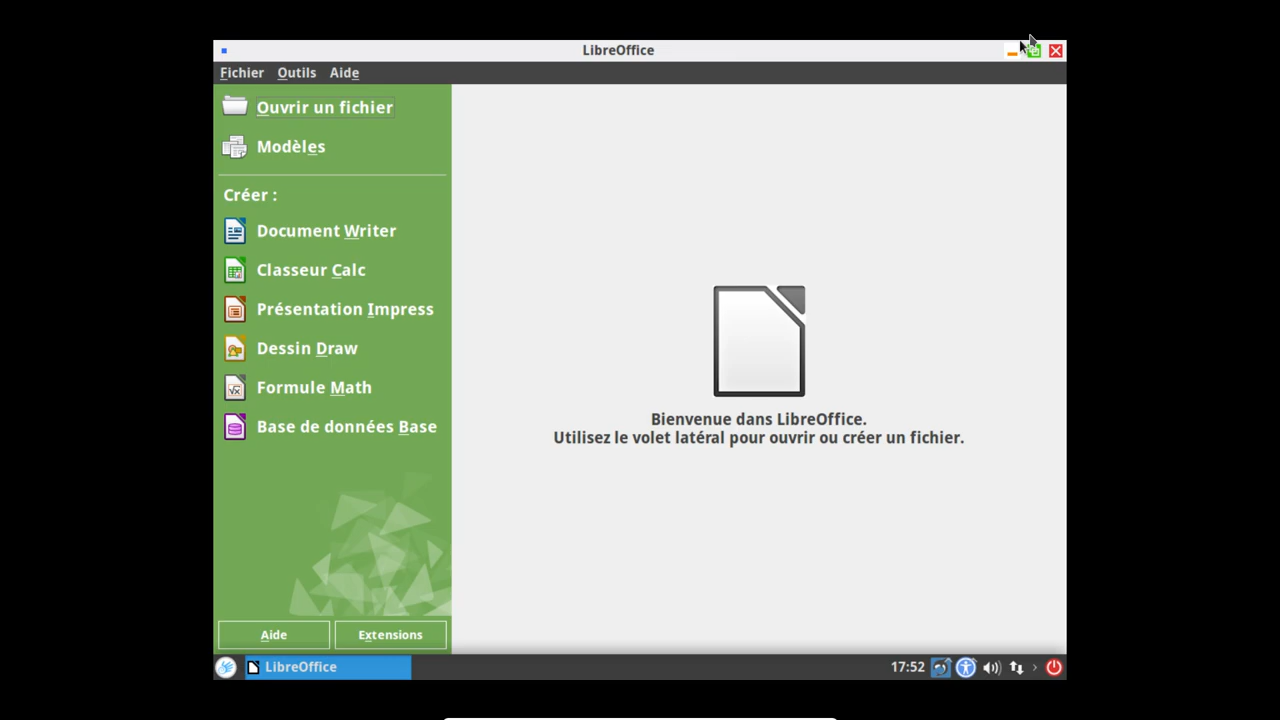 LibreOffice
Fichier Outils Aide
Ouvrir un fichier
Modèles
Créer :
Document Writer
Classeur Calc
Présentation Impress
Dessin Draw
Formule Math
Base de données Base
Bienvenue dans LibreOffice.
Utilisez le volet latéral pour ouvrir ou créer un fichier.
Aide Extensions
LibreOffice 17:52